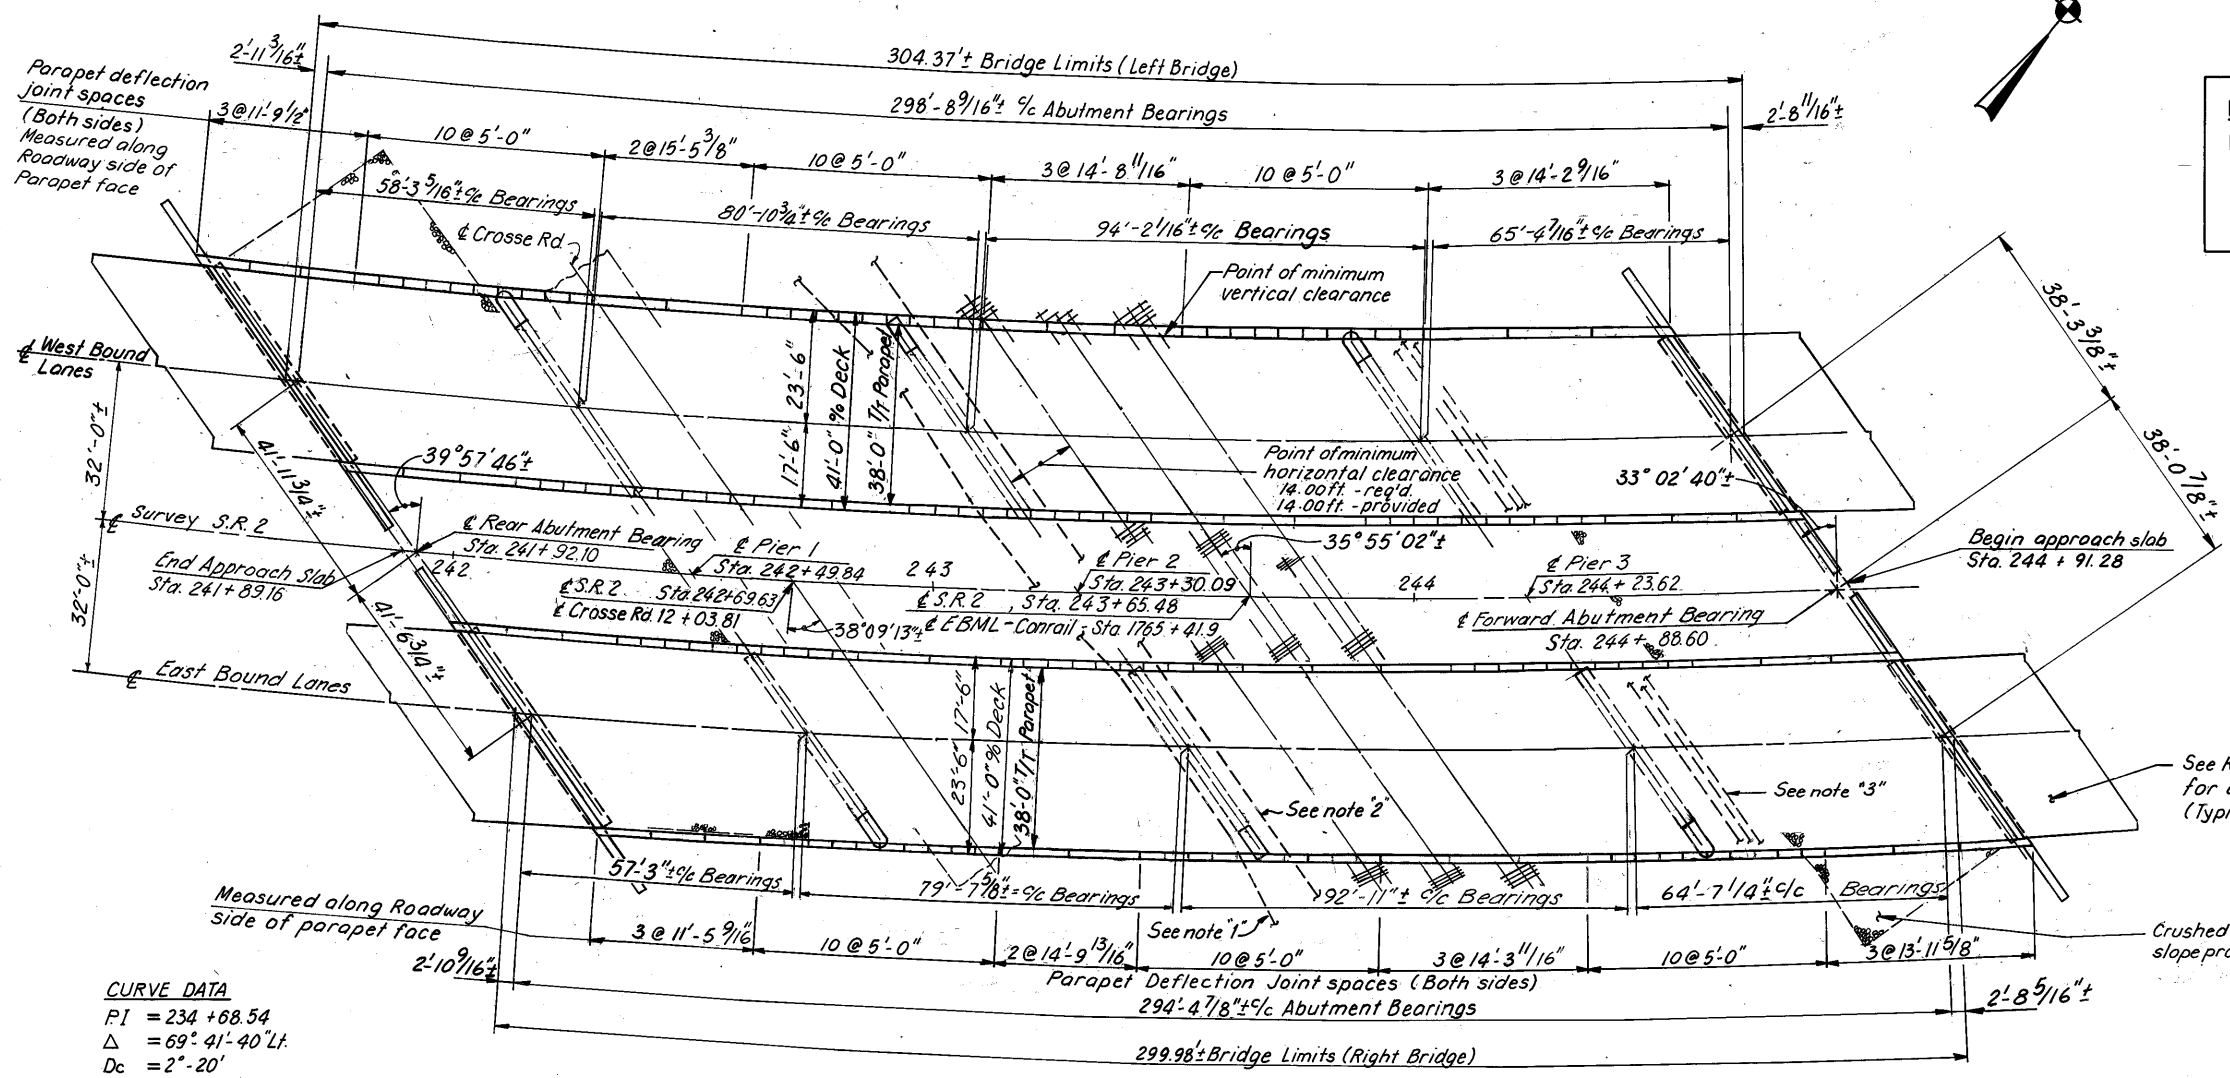 304.37'± Bridge Limits (Left Bridge)
2'-11 3/16"±
298'-8 9/16"± c/c Abutment Bearings
2'-8 11/16"±
Parapet deflection
joint spaces
(Both sides)
Measured along
Roadway side of
Parapet face
3@11'-9 1/2"
10@5'-0"
2@15'-5 3/8"
10@5'-0"
3@14'-8 11/16"
10@5'-0"
3@14'-2 9/16"
58'-3 5/16"± c/c Bearings
80'-10 3/4"± c/c Bearings
94'-2 1/16"± c/c Bearings
65'-4 7/16"± c/c Bearings
℄ Crosse Rd.
Point of minimum
vertical clearance
38'-3 3/8"±
38'-0 7/8"±
℄ West Bound
Lanes
32'-0"±
32'-0"±
23'-6"
17'-6"
41'-0" o/o Deck
38'-0" T/T Parapet
41'-11 3/4"±
41'-6 3/4"±
39°57'46"±
Point of minimum
horizontal clearance
14.00ft. - req'd.
14.00ft. - provided
33°02'40"±
℄ Survey S.R.2
End Approach Slab
Sta. 241+89.16
℄ Rear Abutment Bearing
Sta. 241+92.10
242
℄ Pier 1
Sta. 242+49.84
243
℄ Pier 2
Sta. 243+30.09
35°55'02"±
244
℄ Pier 3
Sta. 244+23.62
Begin approach slab
Sta. 244 + 91.28
℄ S.R.2 Sta. 242+69.63
℄ Crosse Rd. 12+03.81
38°09'13"±
℄ S.R.2, Sta. 243+65.48
℄ EBML-Conrail, Sta. 1765+41.9
℄ Forward Abutment Bearing
Sta. 244+88.60
℄ East Bound Lanes
17'-6"
23'-6"
41'-0" o/o Deck
38'-0" T/T Parapet
See note "2"
See note "3"
See
for
57'-3"± c/c Bearings
79'-7 5/8"± c/c Bearings
92'-11"± c/c Bearings
64'-7 1/4"± c/c Bearings
Measured along Roadway
side of parapet face
See note "1"
Crushed
3@11'-5 9/16"
10@5'-0"
2@14'-9 13/16"
10@5'-0"
3@14'-3 11/16"
10@5'-0"
3@13'-11 5/8"
2'-10 9/16"±
Parapet Deflection Joint spaces (Both sides)
294'-4 7/8"± c/c Abutment Bearings
2'-8 5/16"±
299.98'± Bridge Limits (Right Bridge)
CURVE DATA
P.I = 234 +68.54
Δ = 69°-41'-40" Lt.
Dc = 2°-20'